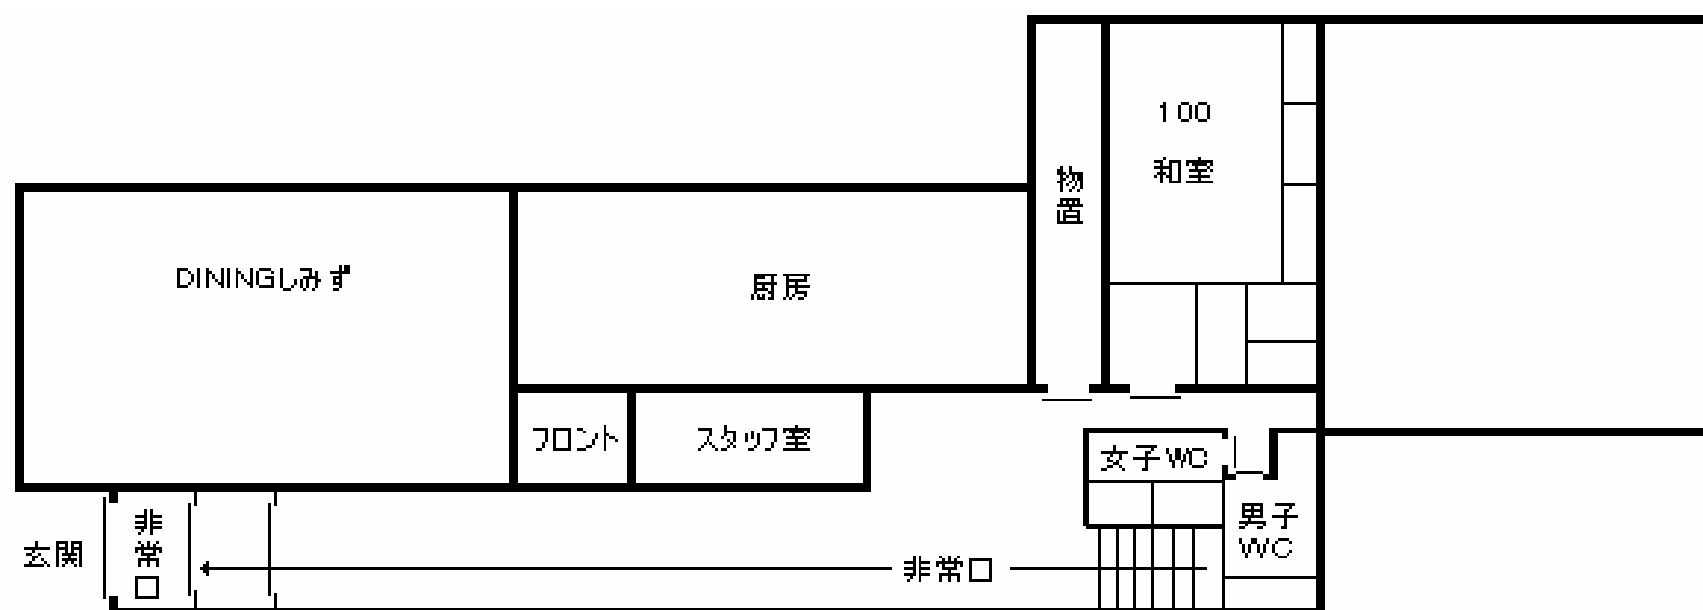 100
和室
物置
DININGしみず
厨房
フロント
スタッフ室
女子WC
男子
WC
玄関
非常口
非常口